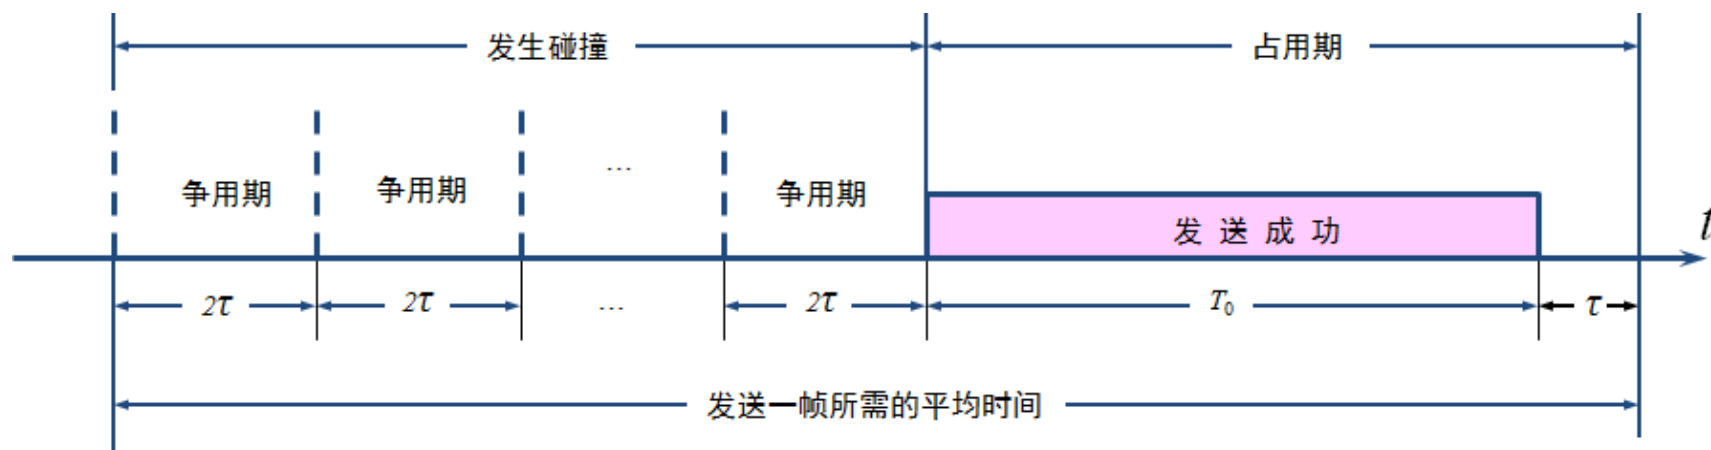 发生碰撞 占用期
争用期 争用期 … 争用期
发送成功
t
2τ 2τ … 2τ T₀ τ
发送一帧所需的平均时间